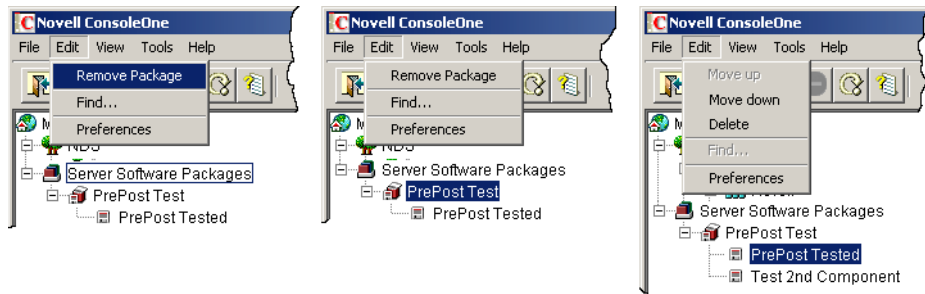 Novell ConsoleOne
File Edit View Tools Help
Remove Package
Find...
Preferences
NDS
Server Software Packages
PrePost Test
PrePost Tested
Novell ConsoleOne
File Edit View Tools Help
Remove Package
Find...
Preferences
NDS
Server Software Packages
PrePost Test
PrePost Tested
Novell ConsoleOne
File Edit View Tools Help
Move up
Move down
Delete
Find...
Preferences
Server Software Packages
PrePost Test
PrePost Tested
Test 2nd Component